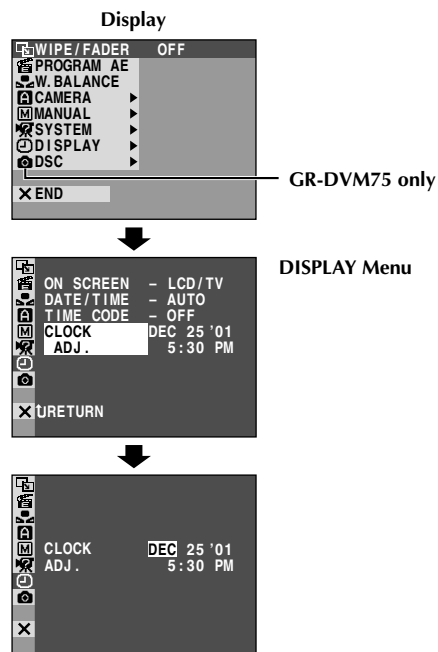 Display
WIPE/FADER OFF
PROGRAM AE
W.BALANCE
A CAMERA
M MANUAL
SYSTEM
DISPLAY
DSC
GR-DVM75 only
× END
DISPLAY Menu
ON SCREEN – LCD/TV
DATE/TIME – AUTO
TIME CODE – OFF
A
CLOCK DEC 25 '01
M
ADJ. 5:30 PM
× RETURN
A
M
CLOCK DEC 25 '01
ADJ. 5:30 PM
×